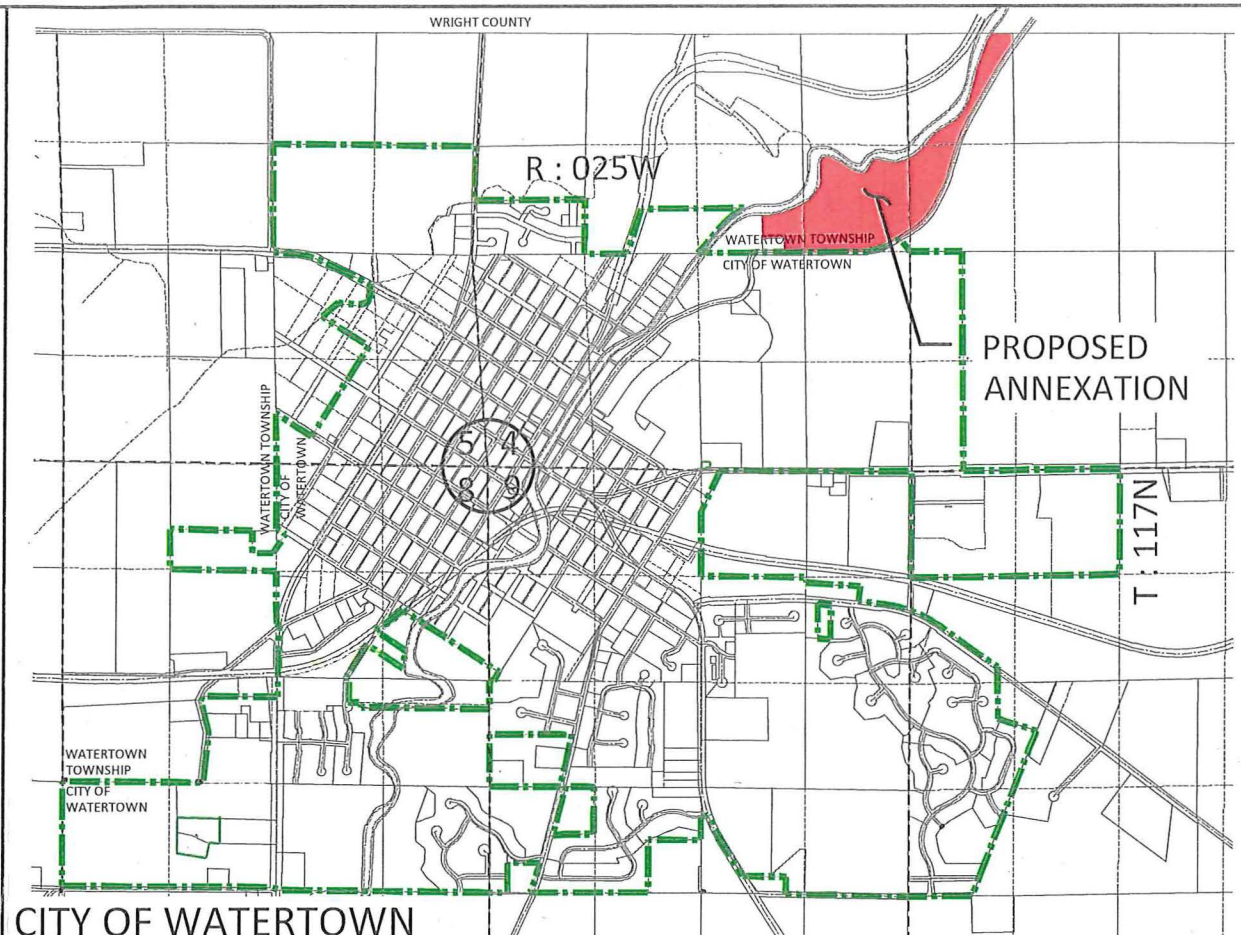 WRIGHT COUNTY
R : 025W
WATERTOWN TOWNSHIP
CITY OF WATERTOWN
PROPOSED
ANNEXATION
WATERTOWN TOWNSHIP
CITY OF
WATERTOWN
5 4
8 9
T : 117N
WATERTOWN
TOWNSHIP
CITY OF
WATERTOWN
CITY OF WATERTOWN